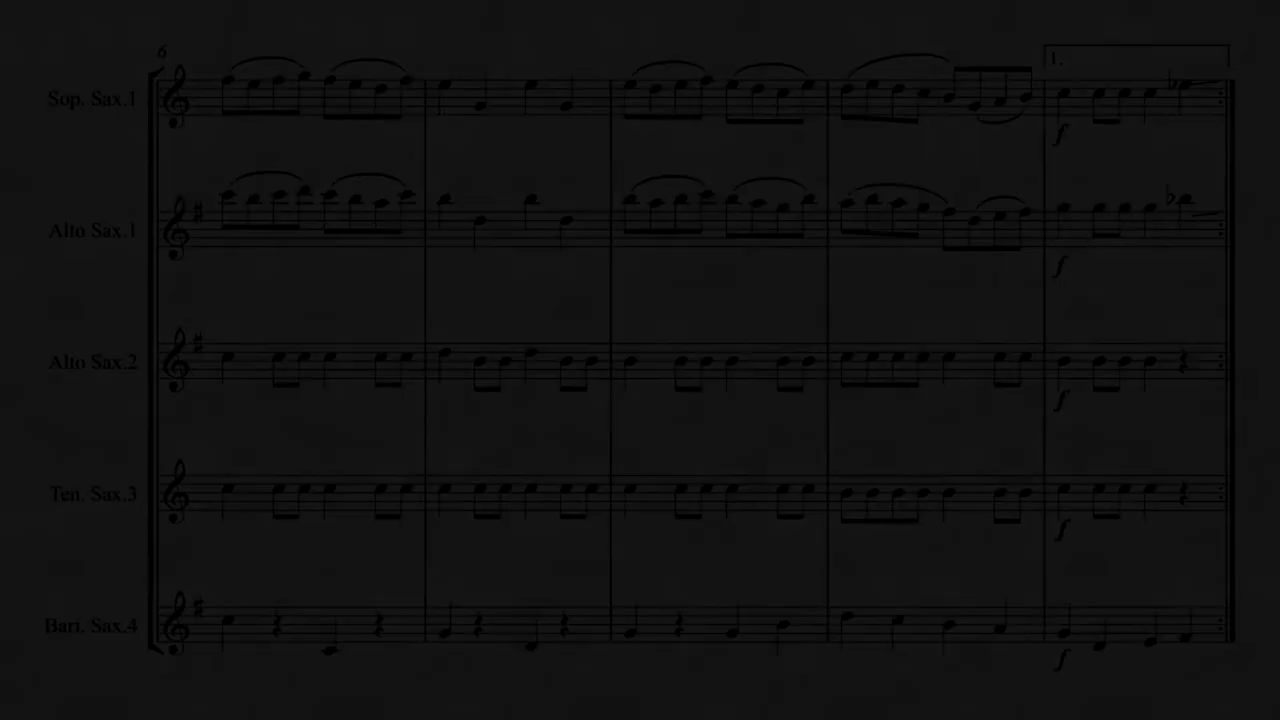 6
1.
Sop. Sax.1
f
Alto Sax.1
f
Alto Sax.2
f
Ten. Sax.3
f
Bari. Sax.4
f